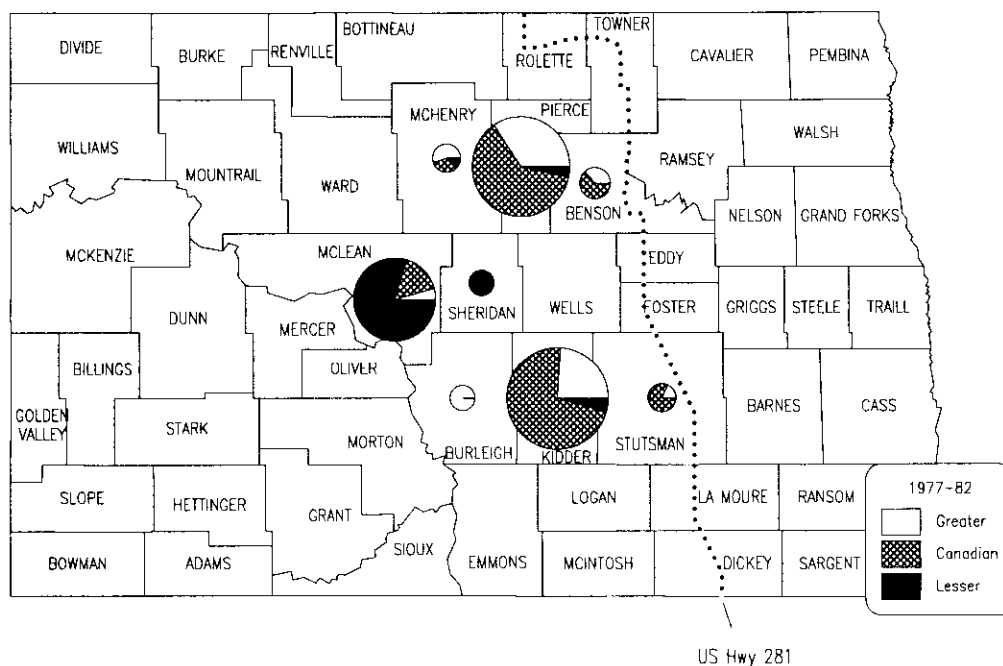 DIVIDE
BURKE
RENVILLE
BOTTINEAU
ROLETTE
TOWNER
CAVALIER
PEMBINA
WILLIAMS
MOUNTRAIL
WARD
MCHENRY
PIERCE
BENSON
RAMSEY
WALSH
NELSON
GRAND FORKS
MCKENZIE
DUNN
MCLEAN
MERCER
OLIVER
SHERIDAN
WELLS
EDDY
FOSTER
GRIGGS
STEELE
TRAILL
GOLDEN
VALLEY
BILLINGS
STARK
MORTON
BURLEIGH
KIDDER
STUTSMAN
BARNES
CASS
SLOPE
HETTINGER
GRANT
SIOUX
EMMONS
LOGAN
LA MOURE
RANSOM
BOWMAN
ADAMS
MCINTOSH
DICKEY
SARGENT
1977-82
Greater
Canadian
Lesser
US Hwy 281